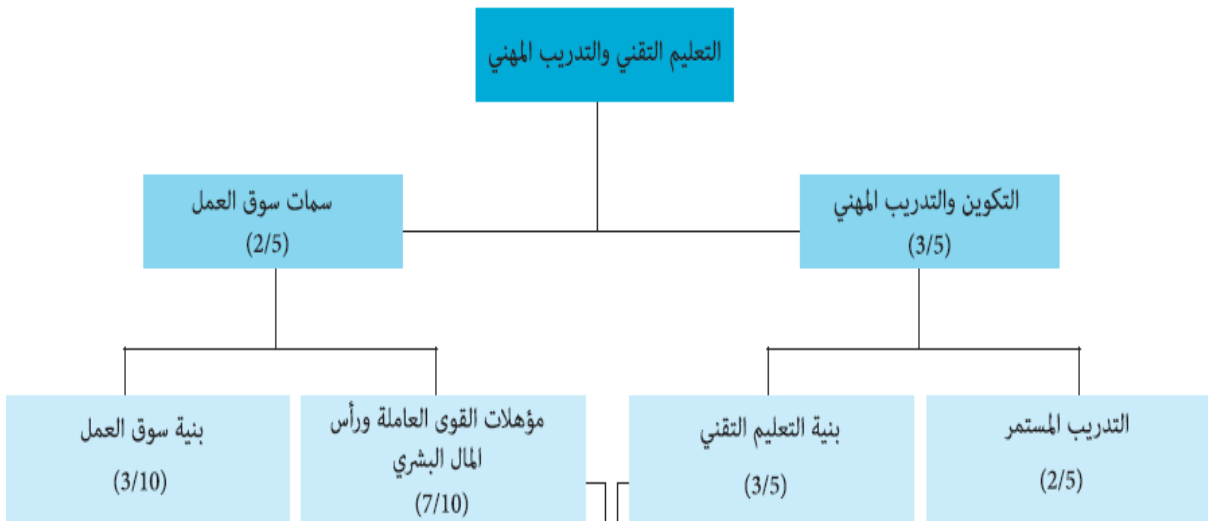 التعليم التقني والتدريب المهني
التكوين والتدريب المهني
(3/5)
سمات سوق العمل
(2/5)
التدريب المستمر
(2/5)
بنية التعليم التقني
(3/5)
مؤهلات القوى العاملة ورأس
المال البشري
(7/10)
بنية سوق العمل
(3/10)